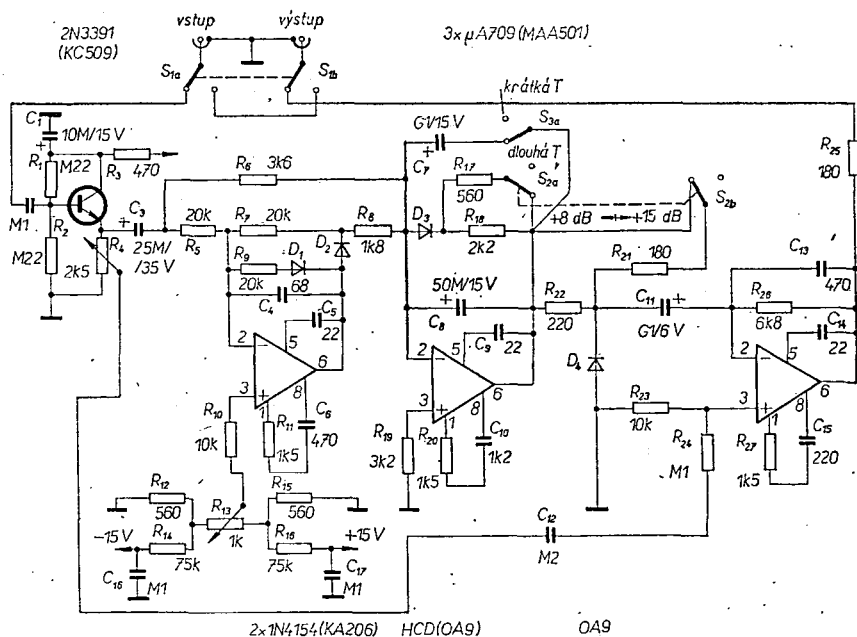 2N3391
(KC509)
vstup
výstup
3x µA709 (MAA501)
S1a
S1b
krátká T
C1
10M/15 V
+
R1
M22
R3
470
R6
3k6
G1/15 V
+
C7
S3a
dlouhá T
R17
560
S2a
S2b
R25
180
+8 dB
+15 dB
M1
R2
M22
R4
2k5
C3
+
25M/
/35 V
R5
20k
R7
20k
R8
1k8
D2
R9
20k
D1
C4
68
C5
22
D3
R18
2k2
R21
180
50M/15V
+
C8
R22
220
C11
+
G1/6 V
C13
470
R26
6k8
C14
22
C9
22
D4
2
−
5
6
3
+
1
8
2
−
5
6
3
+
1
8
2
−
5
6
3
+
1
8
R10
10k
R11
1k5
C6
470
R19
3k2
R20
1k5
C10
1k2
R23
10k
R24
M1
R27
1k5
C15
220
R12
560
R13
1k
R15
560
−15 V
R14
75k
R16
75k
+15 V
C16
M1
C17
M1
C12
M2
2x1N4154(KA206)
HCD(OA9)
OA9